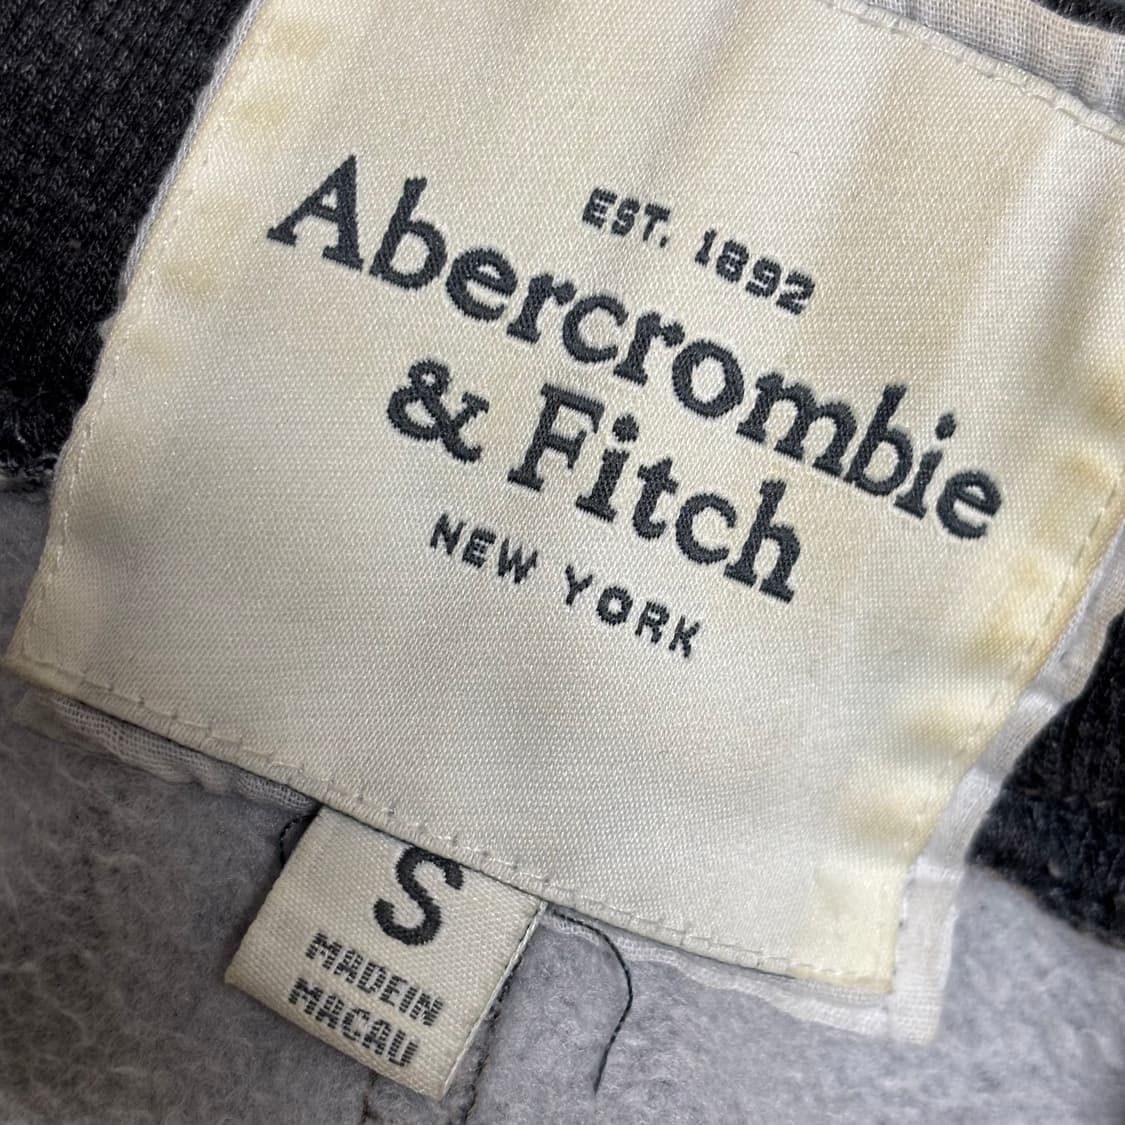 EST. 1892
Abercrombie
& Fitch
NEW YORK
S
MADE IN
MACAU